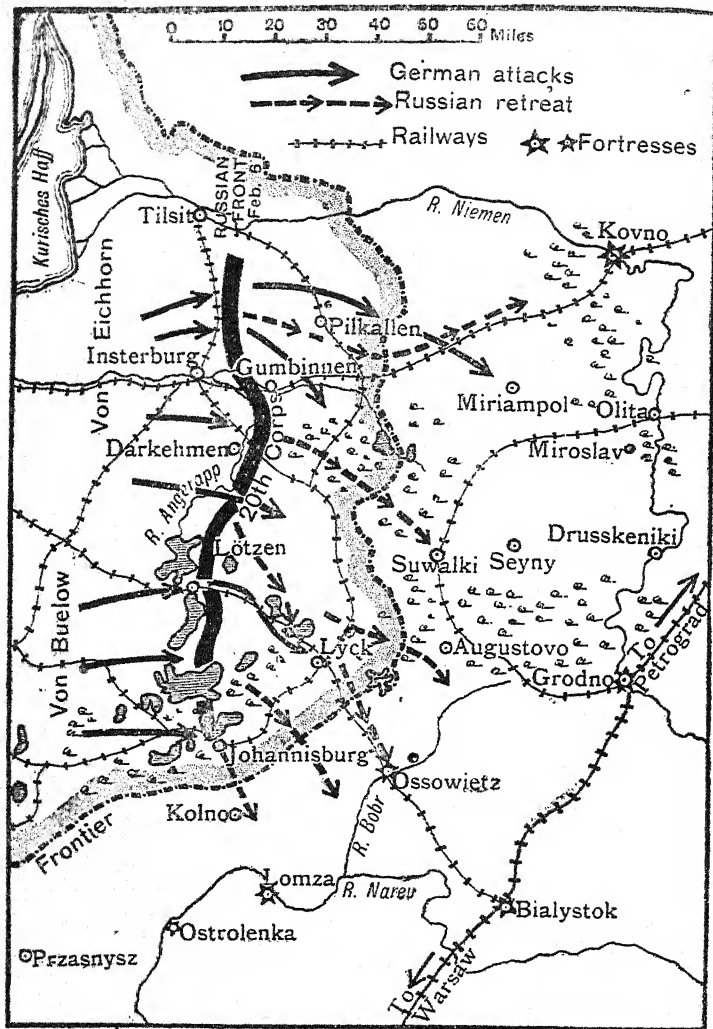 0 10 20 30 40 50 60
Miles
German attacks
Russian retreat
Railways
Fortresses
Kurisches Haff
Tilsit
RUSSIAN
FRONT
Feb. 6
R. Niemen
Kovno
Von Eichhorn
Pilkallen
Insterburg
Gumbinnen
Miriampol
Olita
Darkehmen
20th Corps
Miroslav
R. Angerapp
Lötzen
Suwalki
Seyny
Drusskeniki
Von Buelow
Lyck
Augustovo
Grodno
To
Petrograd
Johannisburg
Ossowietz
Kolno
Frontier
R. Bobr
Lomza
R. Narev
Bialystok
Ostrolenka
Przasnysz
To
Warsaw